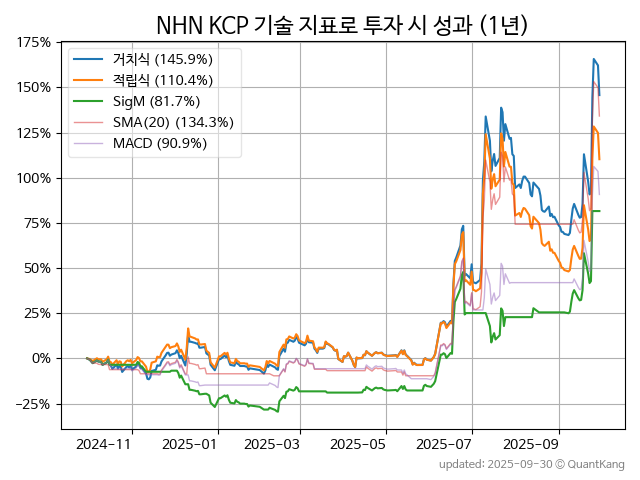 NHN KCP 기술 지표로 투자 시 성과 (1년)
175%
150%
125%
100%
75%
50%
25%
0%
−25%
거치식 (145.9%)
적립식 (110.4%)
SigM (81.7%)
SMA(20) (134.3%)
MACD (90.9%)
2024-11
2025-01
2025-03
2025-05
2025-07
2025-09
updated: 2025-09-30 © QuantKang